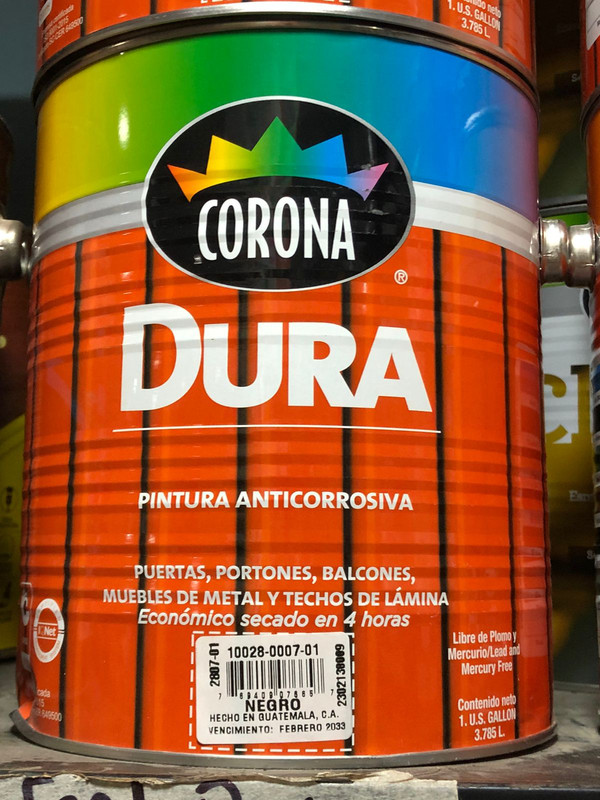 Contenido neto
1. U.S. GALLON
3.785 L.
CORONA
®
DURA
PINTURA ANTICORROSIVA
PUERTAS, PORTONES, BALCONES,
MUEBLES DE METAL Y TECHOS DE LÁMINA
Económico secado en 4 horas
Libre de Plomo y
Mercurio/Lead and
Mercury Free
Contenido neto
1. U.S. GALLON
3.785 L.
2807-01
10028-0007-01
NEGRO
HECHO EN GUATEMALA, C.A.
VENCIMIENTO: FEBRERO 2033
2302130009